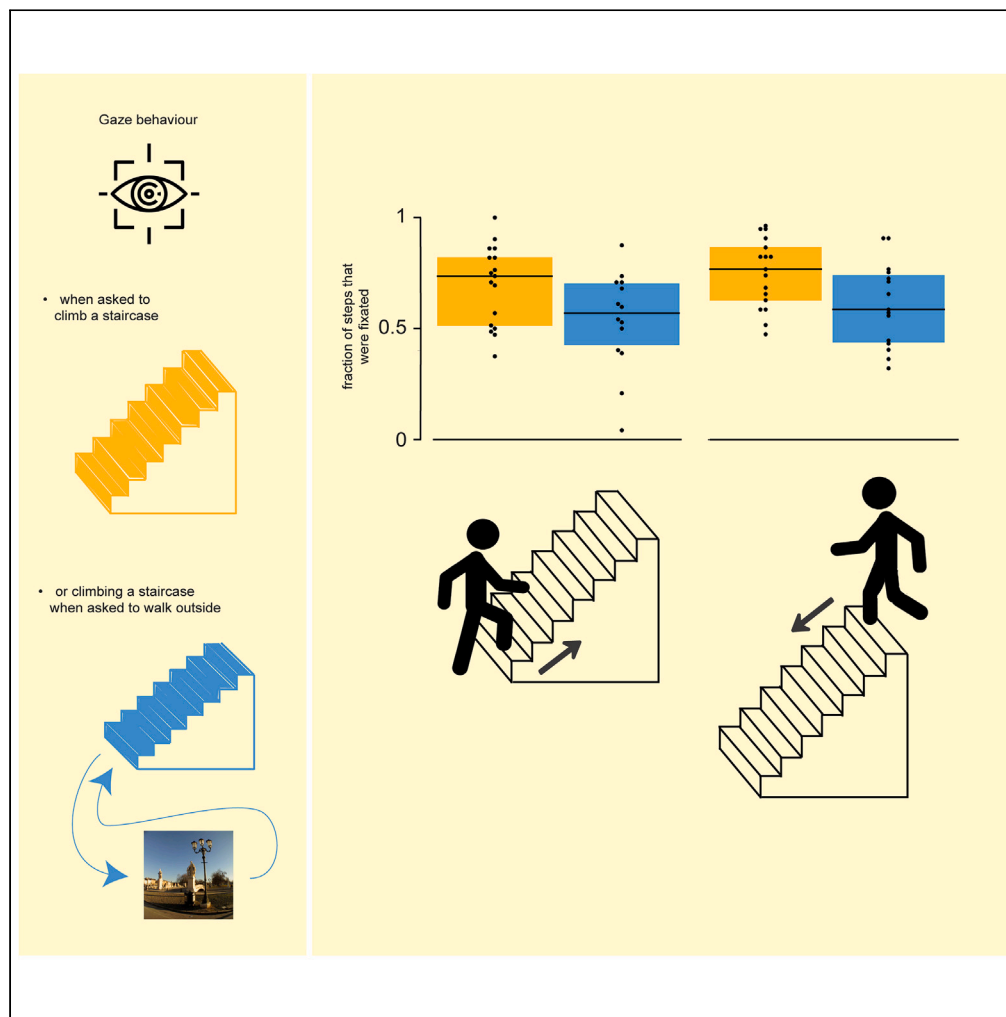 Gaze behaviour
• when asked to
climb a staircase
• or climbing a staircase
when asked to walk outside
fraction of steps that
were fixated
1
0.5
0